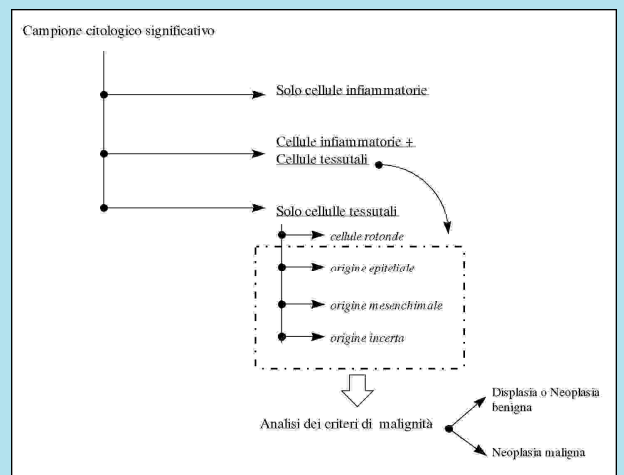 Campione citologico significativo
Solo cellule infiammatorie
Cellule infiammatorie +
Cellule tessutali
Solo cellulle tessutali
cellule rotonde
origine epiteliale
origine mesenchimale
origine incerta
Analisi dei criteri di malignità
Displasia o Neoplasia
benigna
Neoplasia maligna